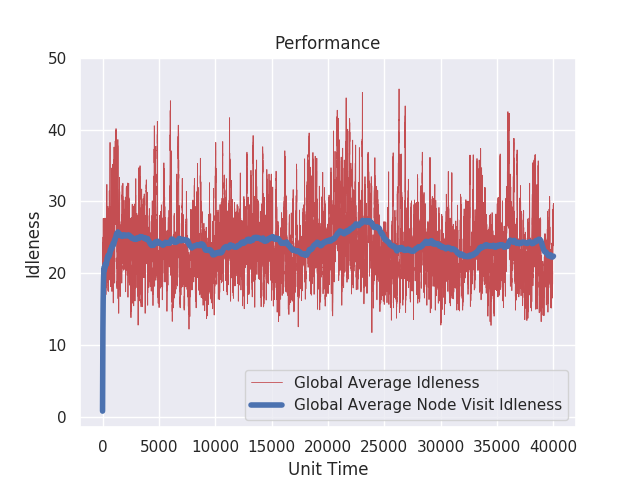 Performance
50
40
30
20
10
0
Idleness
Global Average Idleness
Global Average Node Visit Idleness
0 5000 10000 15000 20000 25000 30000 35000 40000
Unit Time